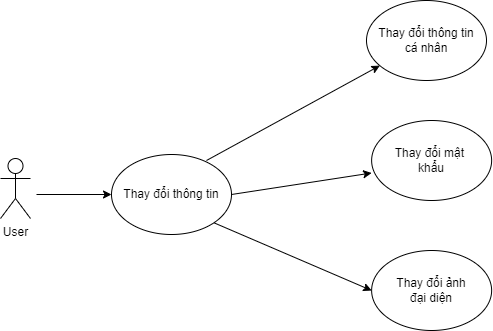 Thay đổi thông tin
cá nhân
Thay đổi mật
khẩu
Thay đổi thông tin
User
Thay đổi ảnh
đại diện